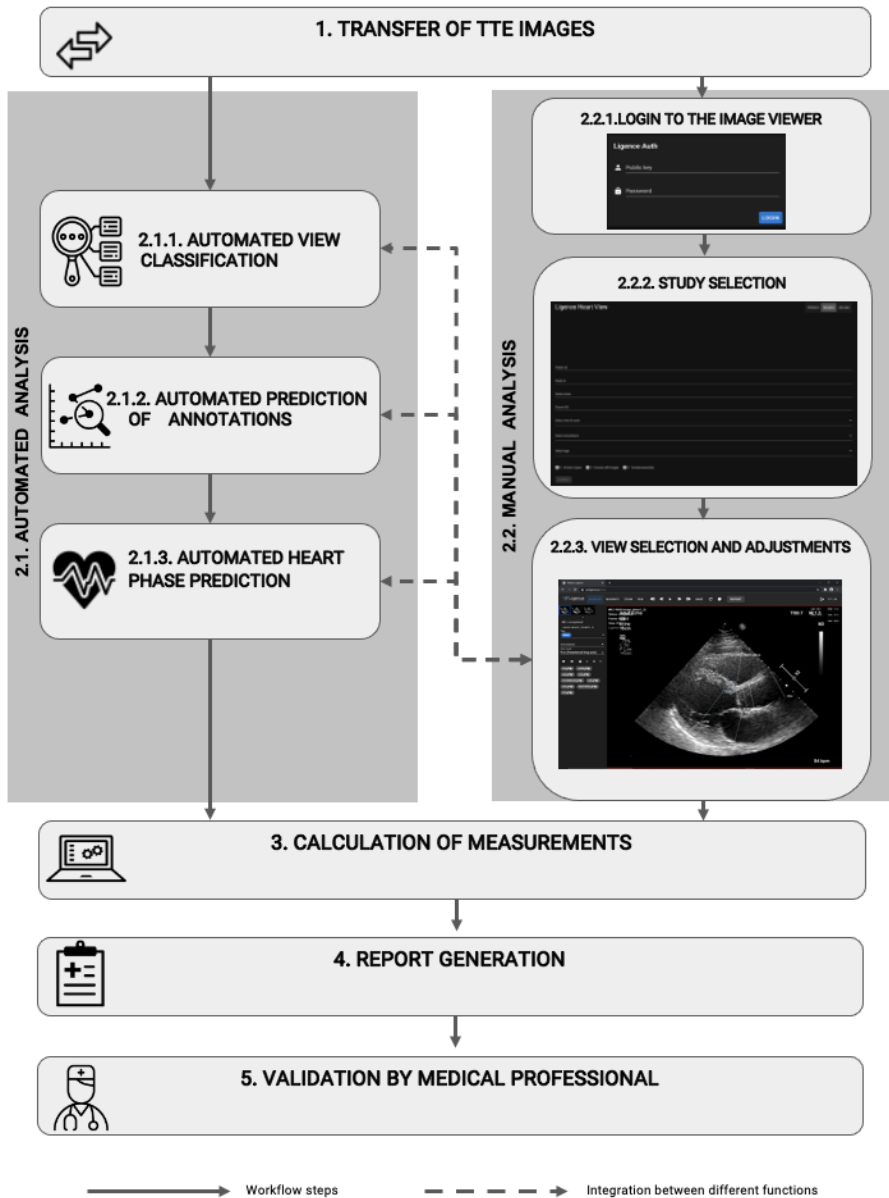 1. TRANSFER OF TTE IMAGES
2.1. AUTOMATED ANALYSIS
2.1.1. AUTOMATED VIEW
CLASSIFICATION
2.1.2. AUTOMATED PREDICTION
OF ANNOTATIONS
2.1.3. AUTOMATED HEART
PHASE PREDICTION
2.2. MANUAL ANALYSIS
2.2.1.LOGIN TO THE IMAGE VIEWER
Ligence Auth
Public key
Password
LOGIN
2.2.2. STUDY SELECTION
Ligence Heart View
2.2.3. VIEW SELECTION AND ADJUSTMENTS
84 bpm
3. CALCULATION OF MEASUREMENTS
4. REPORT GENERATION
5. VALIDATION BY MEDICAL PROFESSIONAL
Workflow steps
Integration between different functions